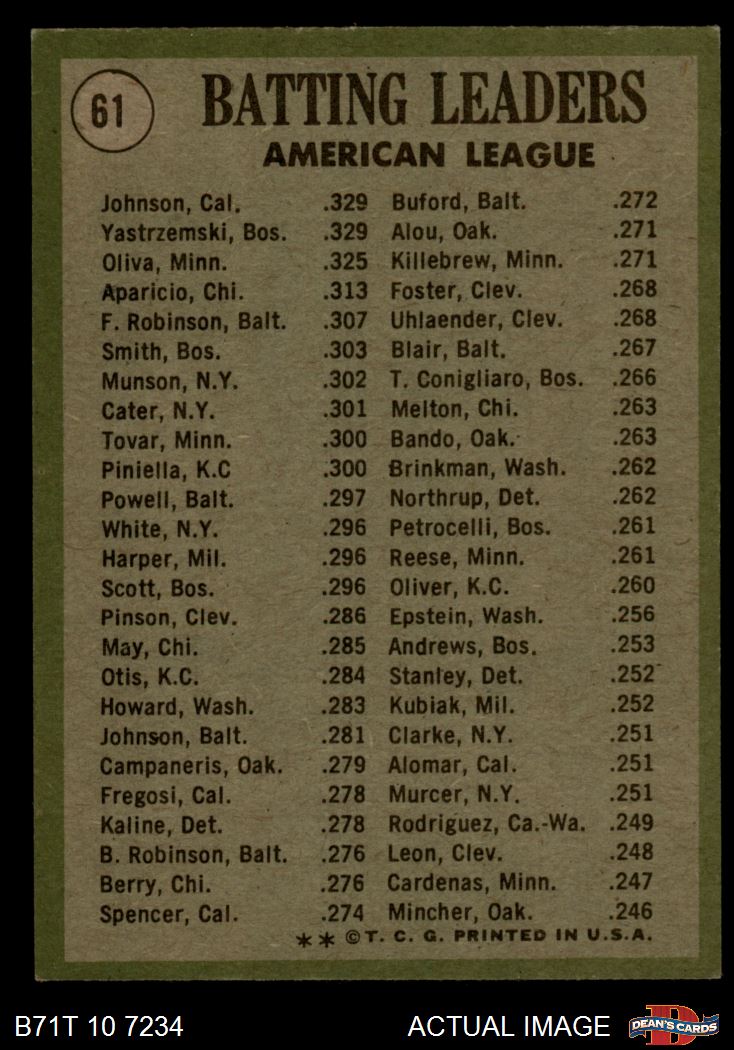 61
BATTING LEADERS
AMERICAN LEAGUE
Johnson, Cal. .329 Buford, Balt. .272
Yastrzemski, Bos. .329 Alou, Oak. .271
Oliva, Minn. .325 Killebrew, Minn. .271
Aparicio, Chi. .313 Foster, Clev. .268
F. Robinson, Balt. .307 Uhlaender, Clev. .268
Smith, Bos. .303 Blair, Balt. .267
Munson, N.Y. .302 T. Conigliaro, Bos. .266
Cater, N.Y. .301 Melton, Chi. .263
Tovar, Minn. .300 Bando, Oak. .263
Piniella, K.C .300 Brinkman, Wash. .262
Powell, Balt. .297 Northrup, Det. .262
White, N.Y. .296 Petrocelli, Bos. .261
Harper, Mil. .296 Reese, Minn. .261
Scott, Bos. .296 Oliver, K.C. .260
Pinson, Clev. .286 Epstein, Wash. .256
May, Chi. .285 Andrews, Bos. .253
Otis, K.C. .284 Stanley, Det. .252
Howard, Wash. .283 Kubiak, Mil. .252
Johnson, Balt. .281 Clarke, N.Y. .251
Campaneris, Oak. .279 Alomar, Cal. .251
Fregosi, Cal. .278 Murcer, N.Y. .251
Kaline, Det. .278 Rodriguez, Ca.-Wa. .249
B. Robinson, Balt. .276 Leon, Clev. .248
Berry, Chi. .276 Cardenas, Minn. .247
Spencer, Cal. .274 Mincher, Oak. .246
** © T. C. G. PRINTED IN U.S.A.
B71T 10 7234 ACTUAL IMAGE DEAN'S CARDS